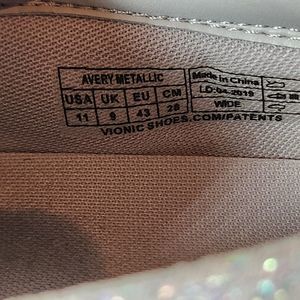 AVERY METALLIC
Made in China
USA UK EU CM
LD: 04-2019
11 9 43 28
WIDE
VIONIC SHOES.COM/PATENTS